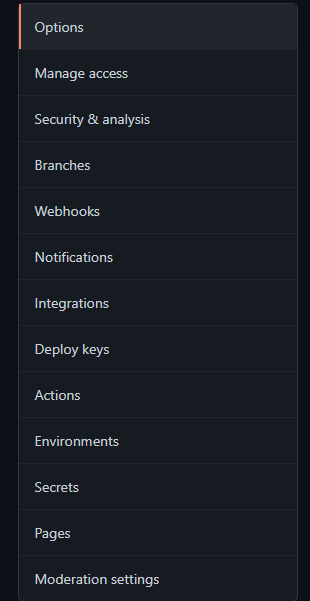 Options
Manage access
Security & analysis
Branches
Webhooks
Notifications
Integrations
Deploy keys
Actions
Environments
Secrets
Pages
Moderation settings